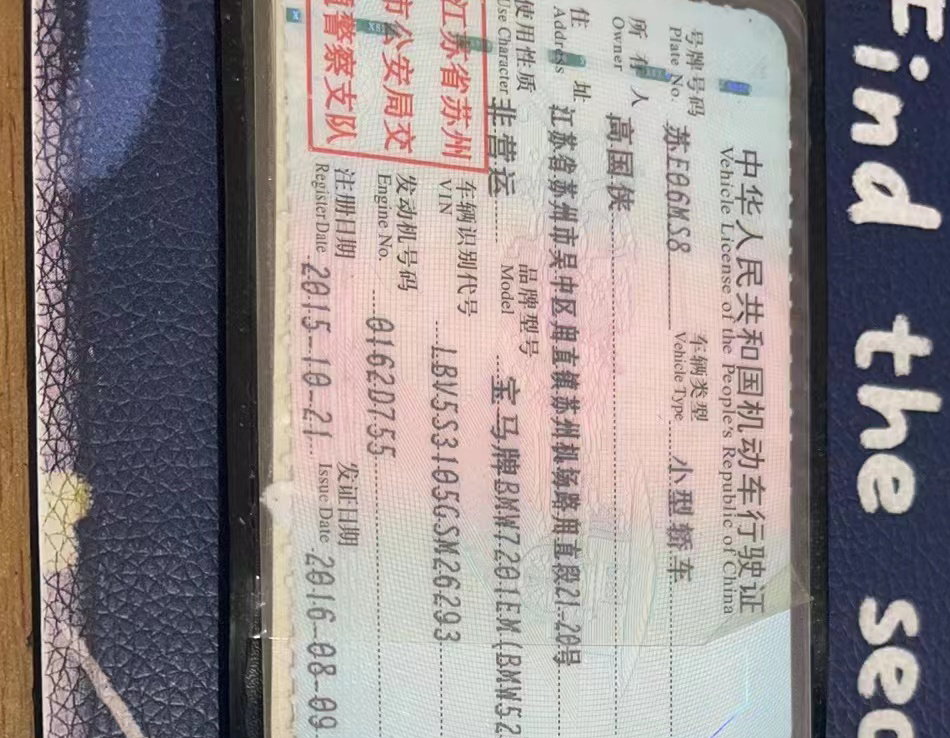 Find the sec
中华人民共和国机动车行驶证
Vehicle License of the People's Republic of China
号牌号码 苏E06MS8 车辆类型 小型轿车
Plate No. Vehicle Type
所有人 高国侠
Owner
住址 江苏省苏州市吴中区甪直镇苏州机场路甪直段21-20号
Address
使用性质 非营运 品牌型号 宝马牌BMW7201EM(BMW52
Use Character Model
江苏省苏州 车辆识别代号 LBV5S3105GSM26293
VIN
市公安局交 发动机号码 0162D755
Engine No.
警察支队 注册日期 2015-10-21 发证日期 2016-08-09
Register Date Issue Date